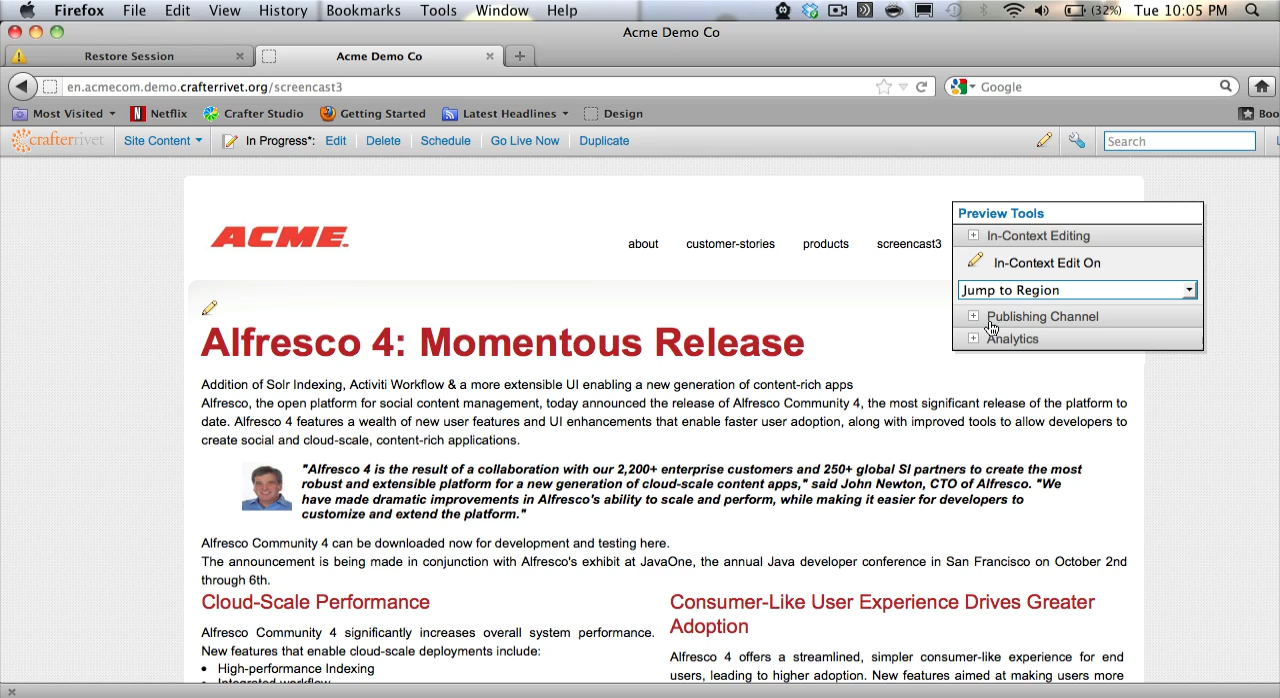 Firefox File Edit View History Bookmarks Tools Window Help (32%) Tue 10:05 PM
Acme Demo Co
Restore Session Acme Demo Co
en.acmecom.demo.crafterrivet.org/screencast3 Google
Most Visited Netflix Crafter Studio Getting Started Latest Headlines Design Boo
crafterrivet Site Content In Progress*: Edit Delete Schedule Go Live Now Duplicate Search
ACME.
about customer-stories products screencast3
Preview Tools
In-Context Editing
In-Context Edit On
Jump to Region
Publishing Channel
Analytics
Alfresco 4: Momentous Release
Addition of Solr Indexing, Activiti Workflow & a more extensible UI enabling a new generation of content-rich apps
Alfresco, the open platform for social content management, today announced the release of Alfresco Community 4, the most significant release of the platform to
date. Alfresco 4 features a wealth of new user features and UI enhancements that enable faster user adoption, along with improved tools to allow developers to
create social and cloud-scale, content-rich applications.
"Alfresco 4 is the result of a collaboration with our 2,200+ enterprise customers and 250+ global SI partners to create the most
robust and extensible platform for a new generation of cloud-scale content apps," said John Newton, CTO of Alfresco. "We
have made dramatic improvements in Alfresco's ability to scale and perform, while making it easier for developers to
customize and extend the platform."
Alfresco Community 4 can be downloaded now for development and testing here.
The announcement is being made in conjunction with Alfresco's exhibit at JavaOne, the annual Java developer conference in San Francisco on October 2nd
through 6th.
Cloud-Scale Performance
Alfresco Community 4 significantly increases overall system performance.
New features that enable cloud-scale deployments include:
• High-performance Indexing
• Integrated workflow
Consumer-Like User Experience Drives Greater
Adoption
Alfresco 4 offers a streamlined, simpler consumer-like experience for end
users, leading to higher adoption. New features aimed at making users more